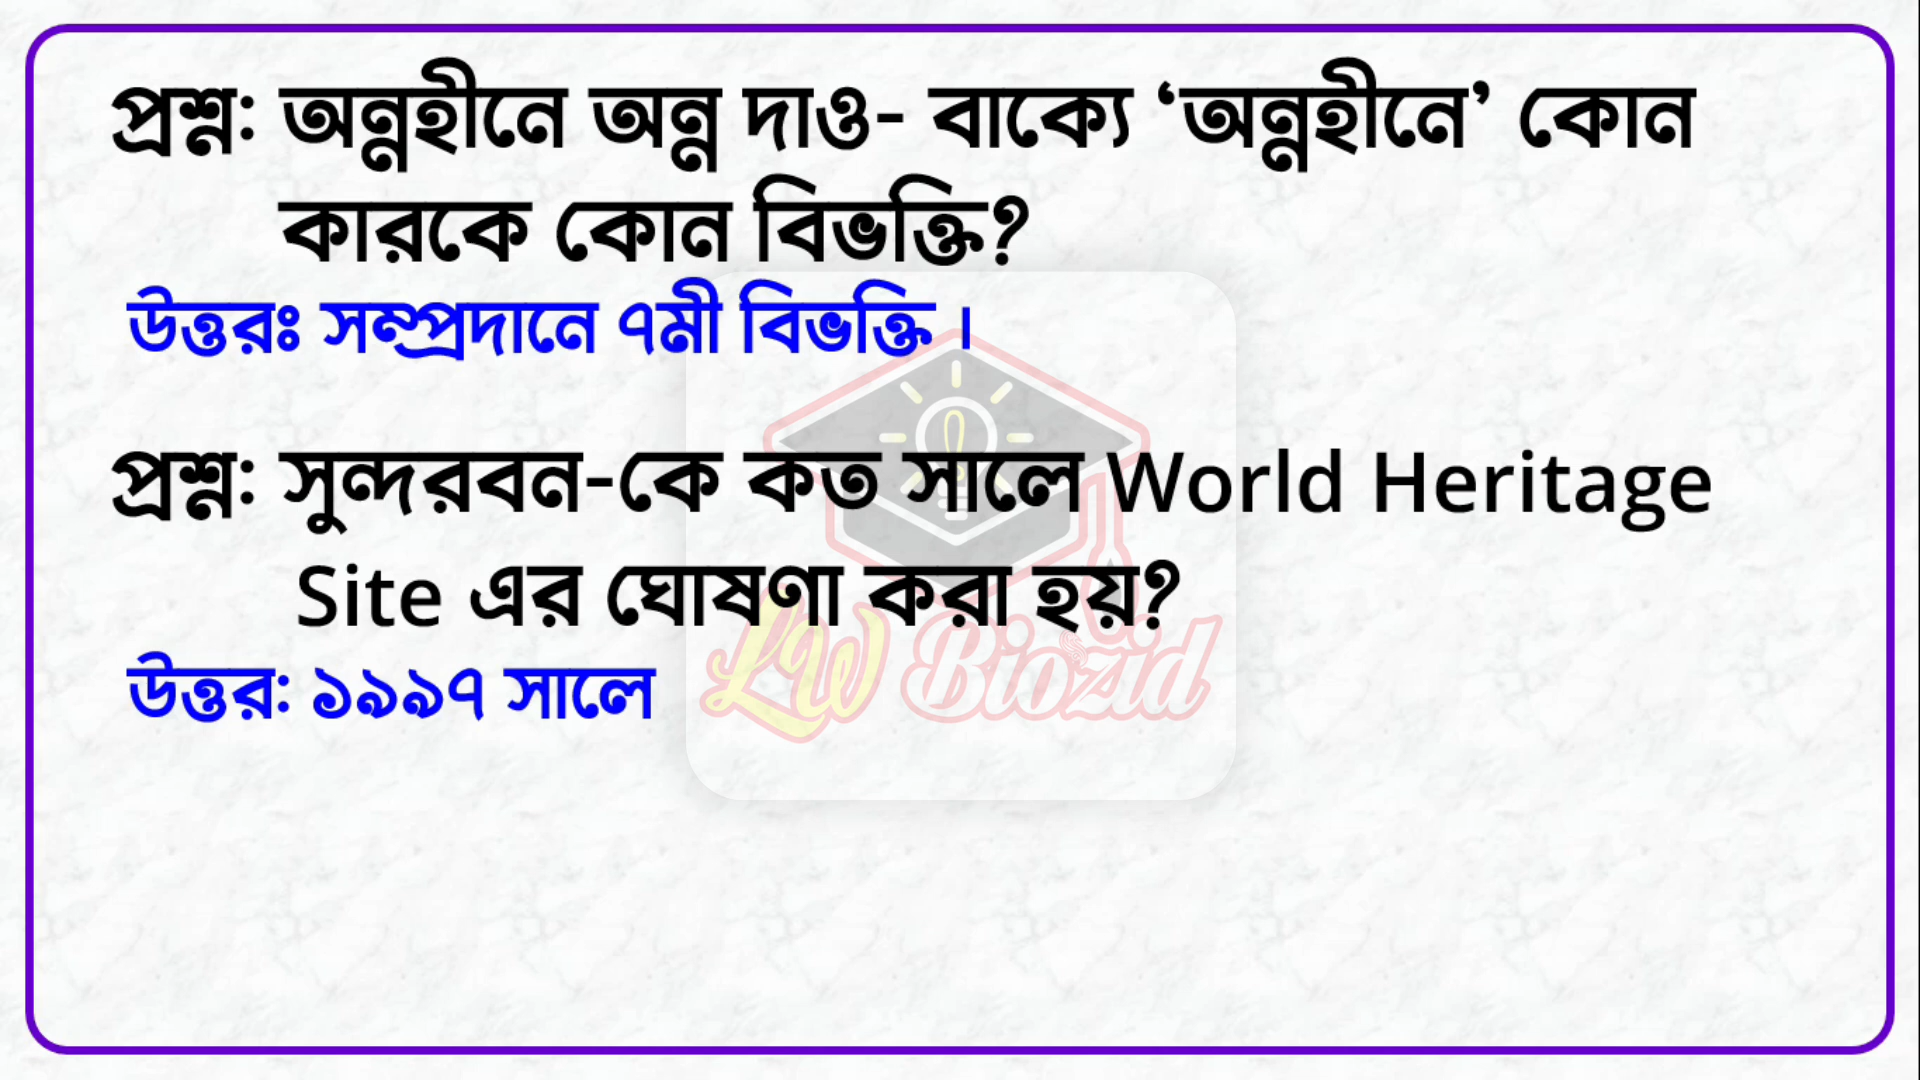 প্রশ্ন: অন্নহীনে অন্ন দাও- বাক্যে ‘অন্নহীনে’ কোন
কারকে কোন বিভক্তি?
উত্তরঃ সম্প্রদানে ৭মী বিভক্তি ।
প্রশ্ন: সুন্দরবন-কে কত সালে World Heritage
Site এর ঘোষণা করা হয়?
উত্তর: ১৯৯৭ সালে
LW Biozid